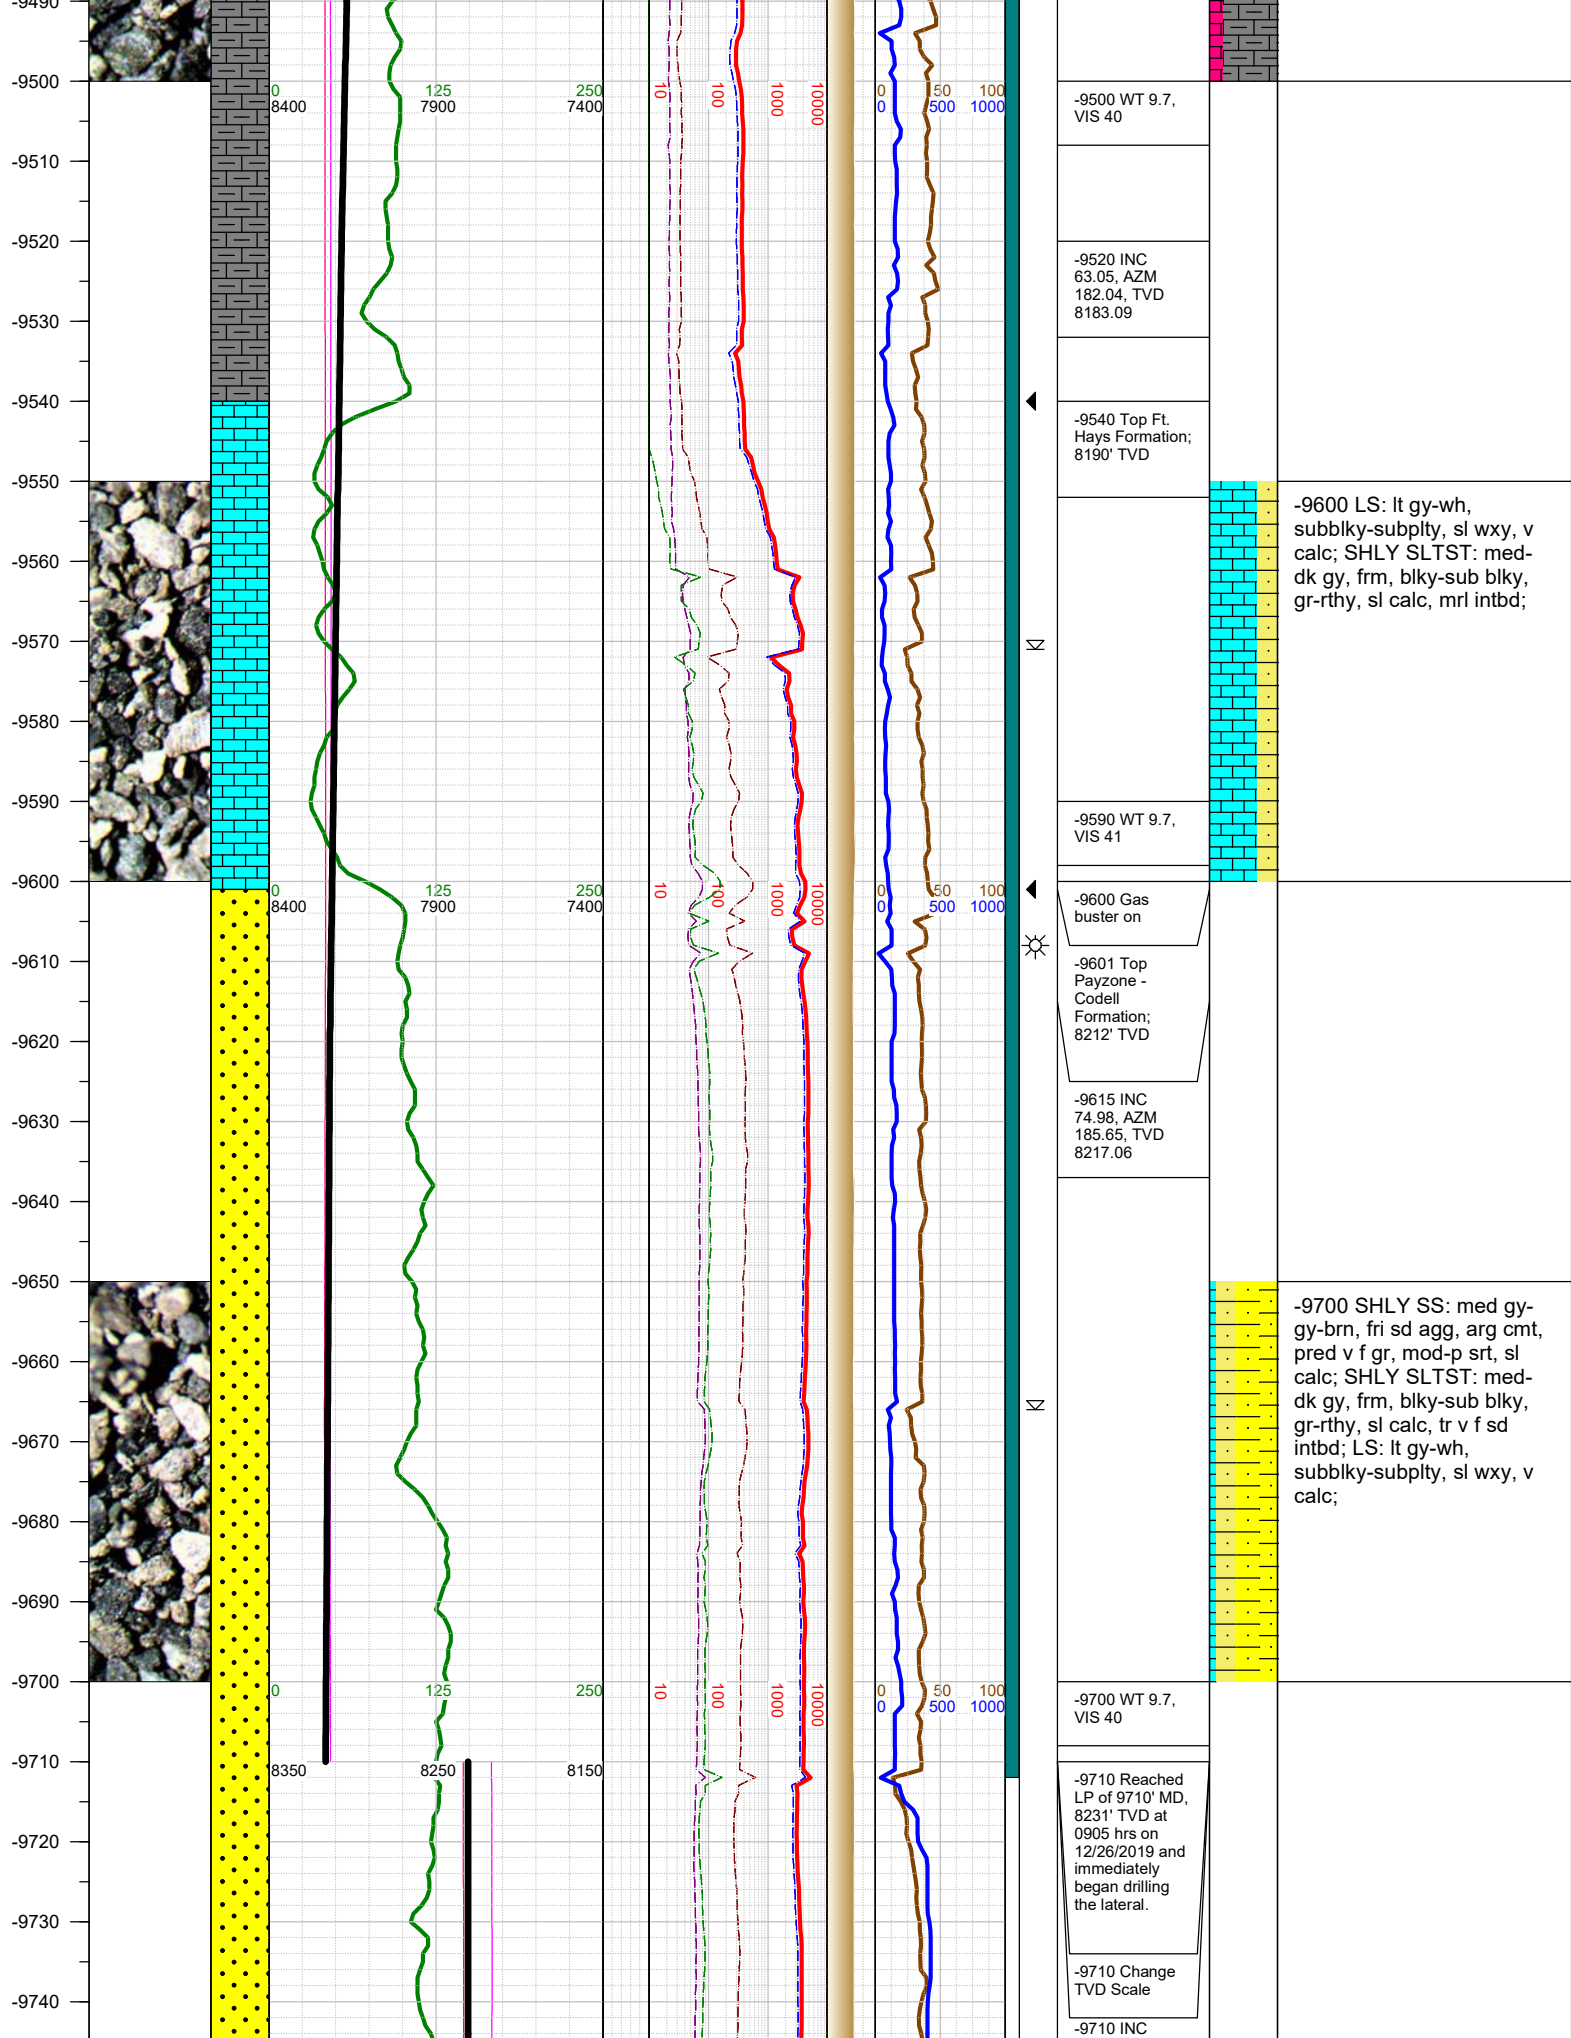 -9490
-9500
-9510
-9520
-9530
-9540
-9550
-9560
-9570
-9580
-9590
-9600
-9610
-9620
-9630
-9640
-9650
-9660
-9670
-9680
-9690
-9700
-9710
-9720
-9730
-9740
0 125 250
8400 7900 7400
10 100 1000 10000
0 50 100
0 500 1000
-9500 WT 9.7,
VIS 40
-9520 INC
63.05, AZM
182.04, TVD
8183.09
-9540 Top Ft.
Hays Formation;
8190' TVD
-9600 LS: lt gy-wh,
subblky-subplty, sl wxy, v
calc; SHLY SLTST: med-
dk gy, frm, blky-sub blky,
gr-rthy, sl calc, mrl intbd;
-9590 WT 9.7,
VIS 41
0 125 250
8400 7900 7400
10 100 1000 10000
0 50 100
0 500 1000
-9600 Gas
buster on
-9601 Top
Payzone -
Codell
Formation;
8212' TVD
-9615 INC
74.98, AZM
185.65, TVD
8217.06
-9700 SHLY SS: med gy-
gy-brn, fri sd agg, arg cmt,
pred v f gr, mod-p srt, sl
calc; SHLY SLTST: med-
dk gy, frm, blky-sub blky,
gr-rthy, sl calc, tr v f sd
intbd; LS: lt gy-wh,
subblky-subplty, sl wxy, v
calc;
0 125 250
10 100 1000 10000
0 50 100
0 500 1000
-9700 WT 9.7,
VIS 40
8350 8250 8150
-9710 Reached
LP of 9710' MD,
8231' TVD at
0905 hrs on
12/26/2019 and
immediately
began drilling
the lateral.
-9710 Change
TVD Scale
-9710 INC